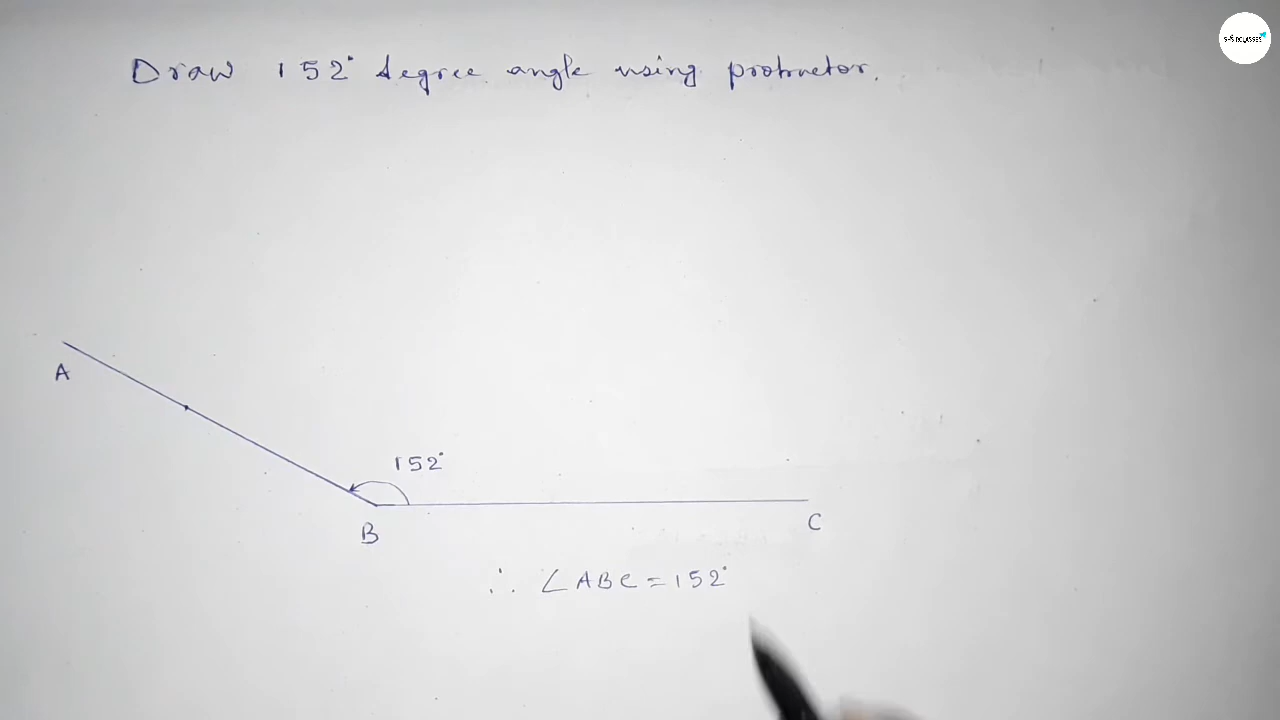 Draw 152° degree angle using protractor.
A
152°
B
C
∴ ∠ABC = 152°